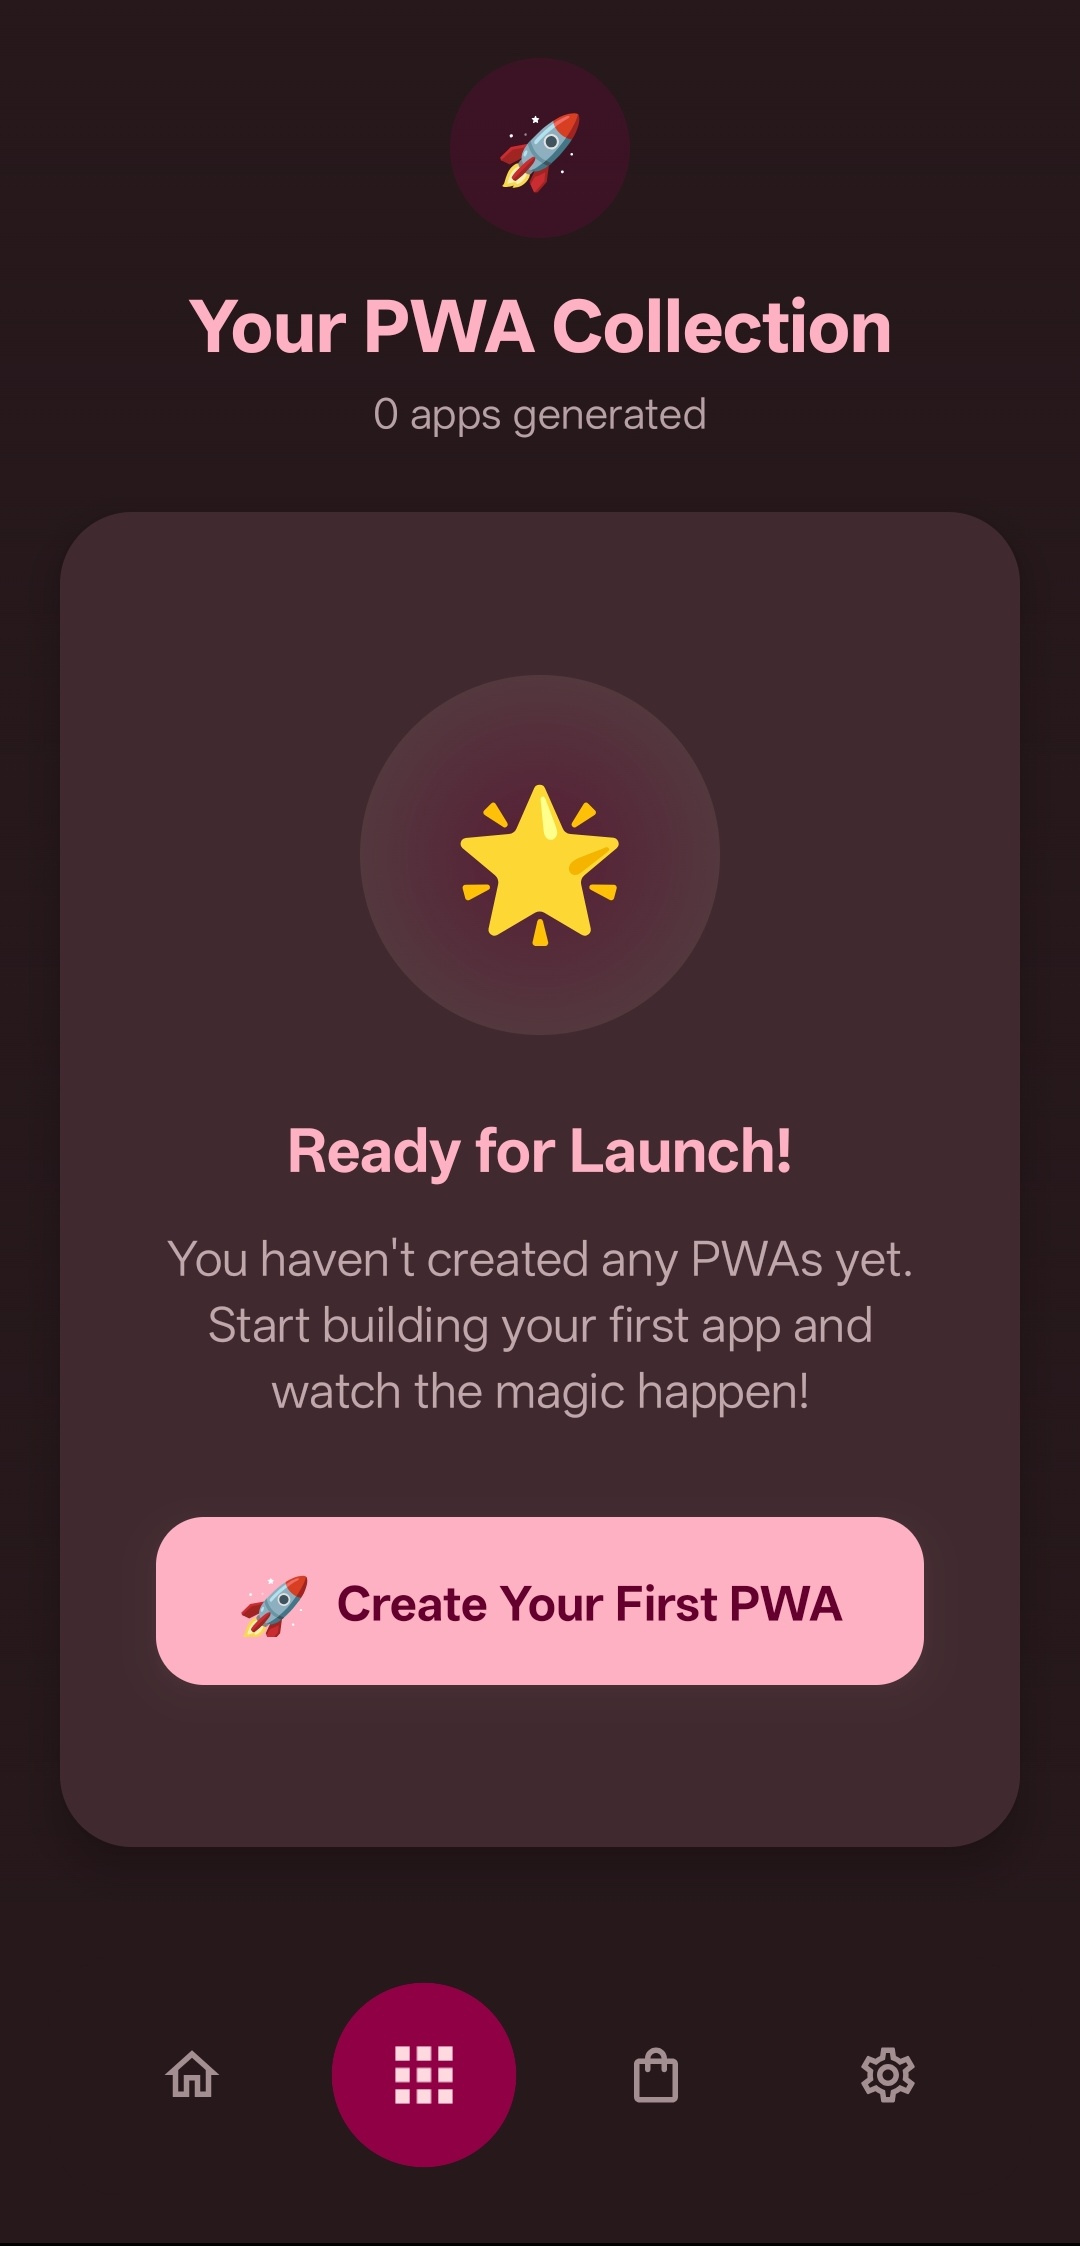 Your PWA Collection
0 apps generated
Ready for Launch!
You haven't created any PWAs yet.
Start building your first app and
watch the magic happen!
🚀 Create Your First PWA